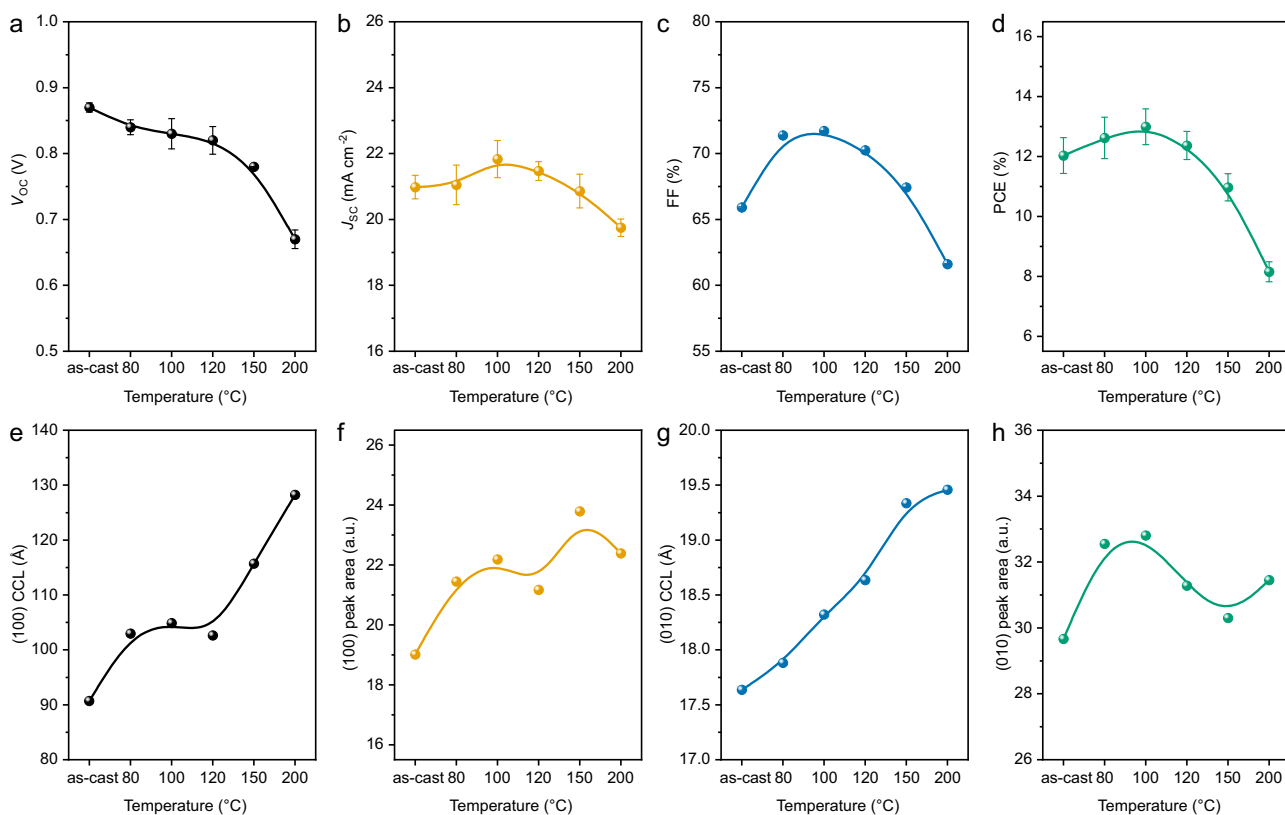 a
1.0
0.9
0.8
0.7
0.6
0.5
V_OC (V)
as-cast 80 100 120 150 200
Temperature (°C)
b
26
24
22
20
18
16
J_SC (mA cm⁻²)
as-cast 80 100 120 150 200
Temperature (°C)
c
80
75
70
65
60
55
FF (%)
as-cast 80 100 120 150 200
Temperature (°C)
d
16
14
12
10
8
6
PCE (%)
as-cast 80 100 120 150 200
Temperature (°C)
e
140
130
120
110
100
90
80
(100) CCL (Å)
as-cast 80 100 120 150 200
Temperature (°C)
f
26
24
22
21
19
18
16
(100) peak area (a.u.)
as-cast 80 100 120 150 200
Temperature (°C)
g
20.0
19.5
19.0
18.5
18.0
17.5
17.0
(010) CCL (Å)
as-cast 80 100 120 150 200
Temperature (°C)
h
36
34
32
30
28
26
(010) peak area (a.u.)
as-cast 80 100 120 150 200
Temperature (°C)